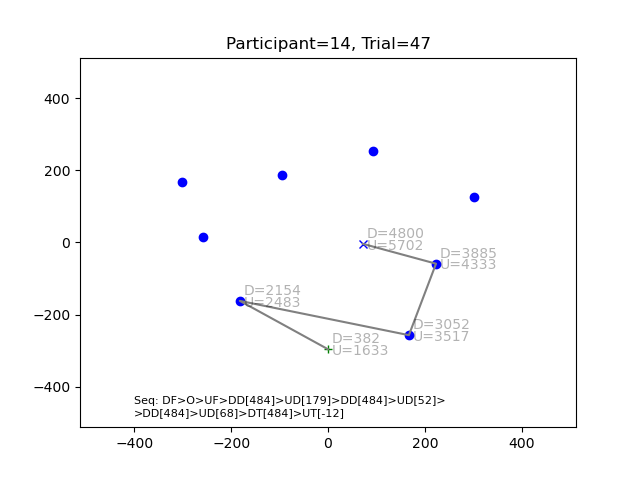 Participant=14, Trial=47
400
200
0
−200
−400
D=4800
U=5702
D=3885
U=4333
D=2154
U=2483
D=3052
U=3517
D=382
U=1633
Seq: DF>O>UF>DD[484]>UD[179]>DD[484]>UD[52]>
>DD[484]>UD[68]>DT[484]>UT[-12]
−400 −200 0 200 400